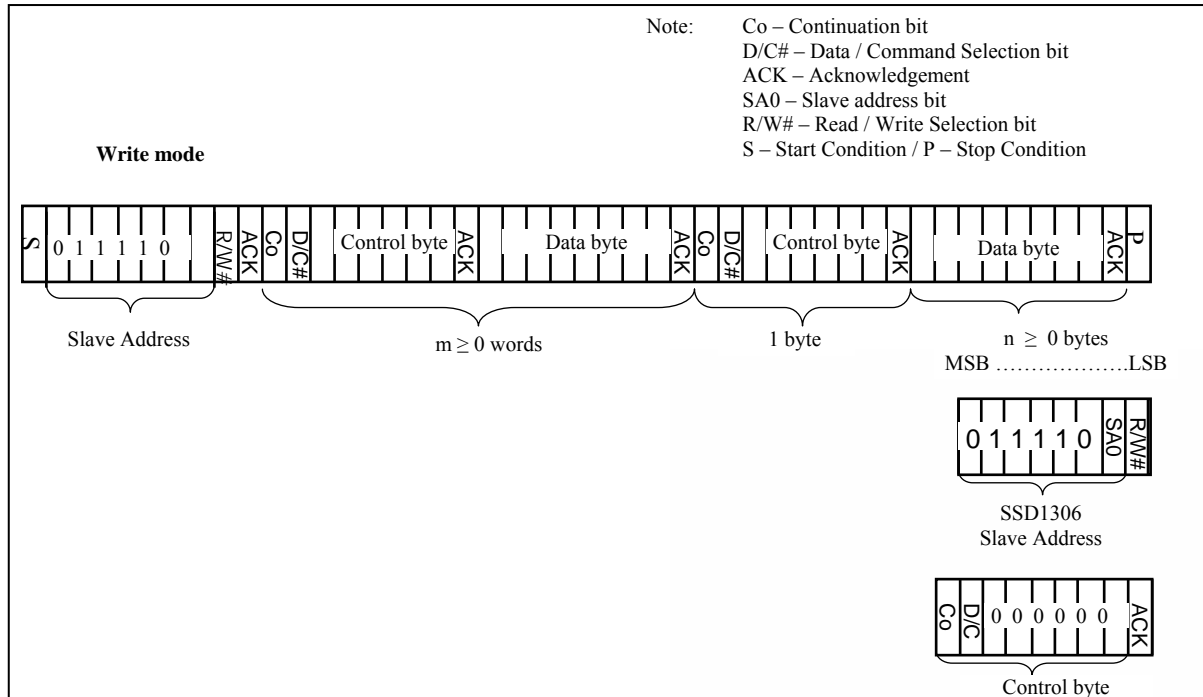 Note: Co – Continuation bit
D/C# – Data / Command Selection bit
ACK – Acknowledgement
SA0 – Slave address bit
R/W# – Read / Write Selection bit
S – Start Condition / P – Stop Condition
Write mode
S 0 1 1 1 1 0 R/W# ACK Co D/C# Control byte ACK Data byte ACK Co D/C# Control byte ACK Data byte ACK P
Slave Address m ≥ 0 words 1 byte n ≥ 0 bytes
MSB ……………….LSB
0 1 1 1 1 0 SA0 R/W#
SSD1306
Slave Address
Co D/C 0 0 0 0 0 0 ACK
Control byte